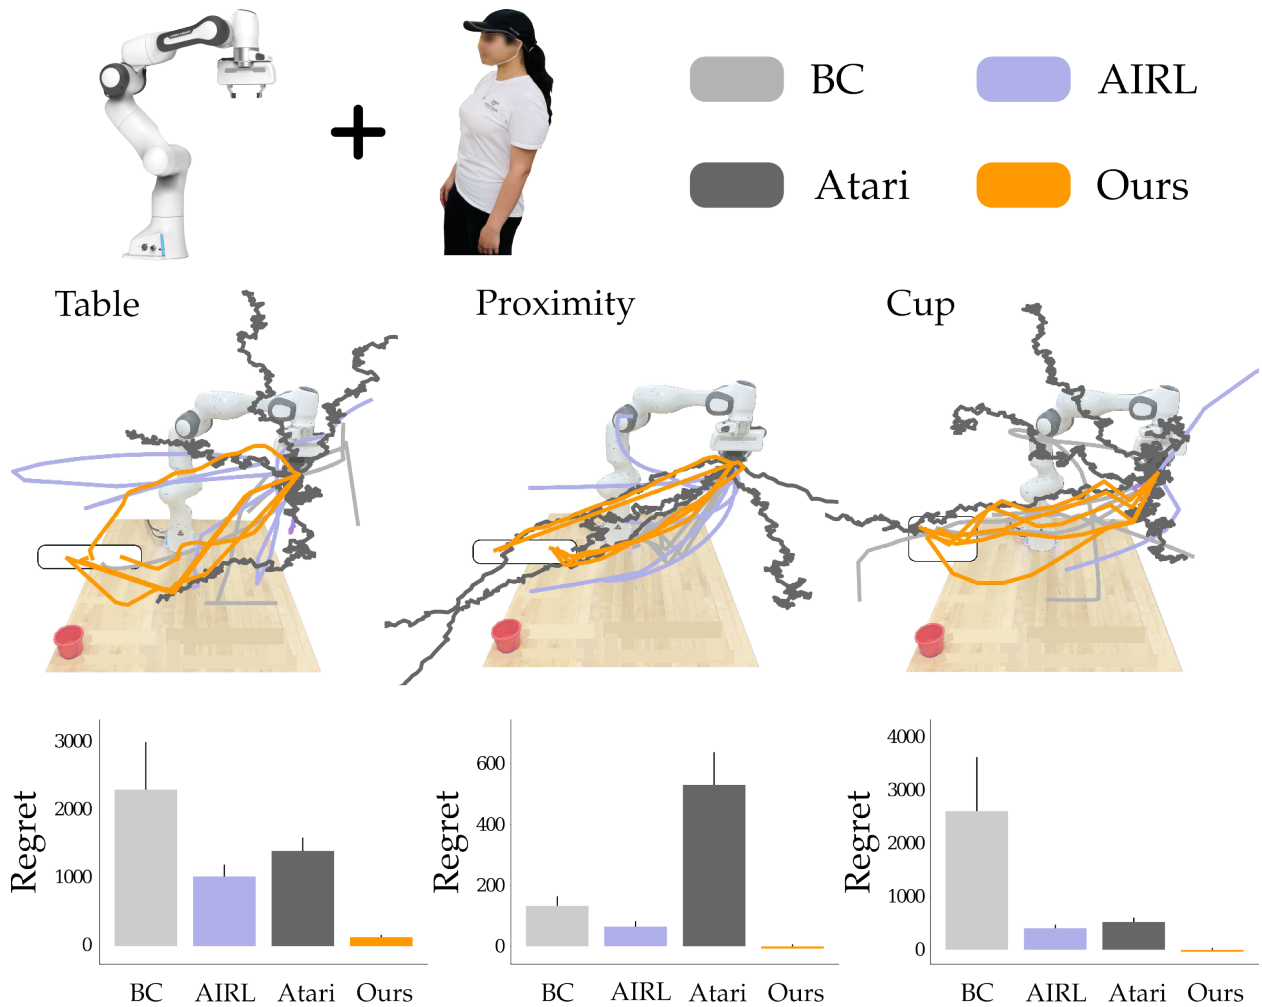 BC
AIRL
Atari
Ours
Table
Proximity
Cup
Regret
3000
2000
1000
0
BC
AIRL
Atari
Ours
Regret
600
400
200
0
BC
AIRL
Atari
Ours
Regret
4000
3000
2000
1000
0
BC
AIRL
Atari
Ours